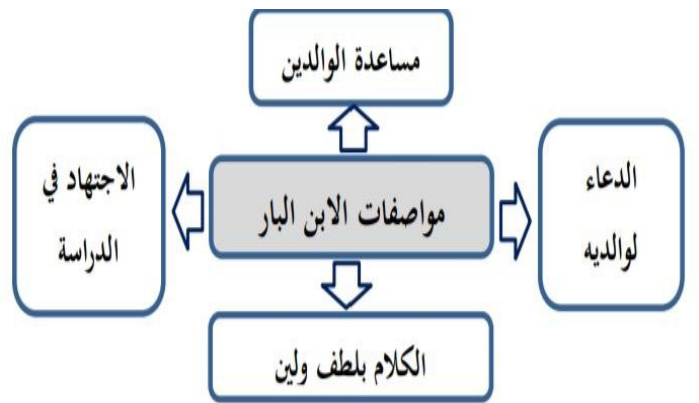 مساعدة الوالدين
الدعاء
لوالديه
مواصفات الابن البار
الاجتهاد في
الدراسة
الكلام بلطف ولين